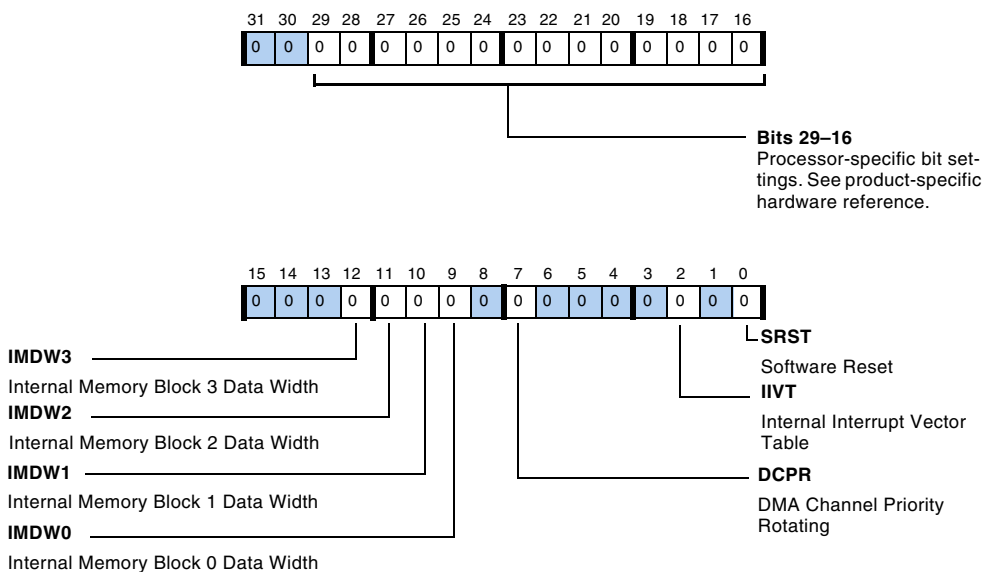 31 30 29 28 27 26 25 24 23 22 21 20 19 18 17 16
0 0 0 0 0 0 0 0 0 0 0 0 0 0 0 0
Bits 29–16
Processor-specific bit set-
tings. See product-specific
hardware reference.
15 14 13 12 11 10 9 8 7 6 5 4 3 2 1 0
0 0 0 0 0 0 0 0 0 0 0 0 0 0 0 0
IMDW3
Internal Memory Block 3 Data Width
IMDW2
Internal Memory Block 2 Data Width
IMDW1
Internal Memory Block 1 Data Width
IMDW0
Internal Memory Block 0 Data Width
SRST
Software Reset
IIVT
Internal Interrupt Vector
Table
DCPR
DMA Channel Priority
Rotating